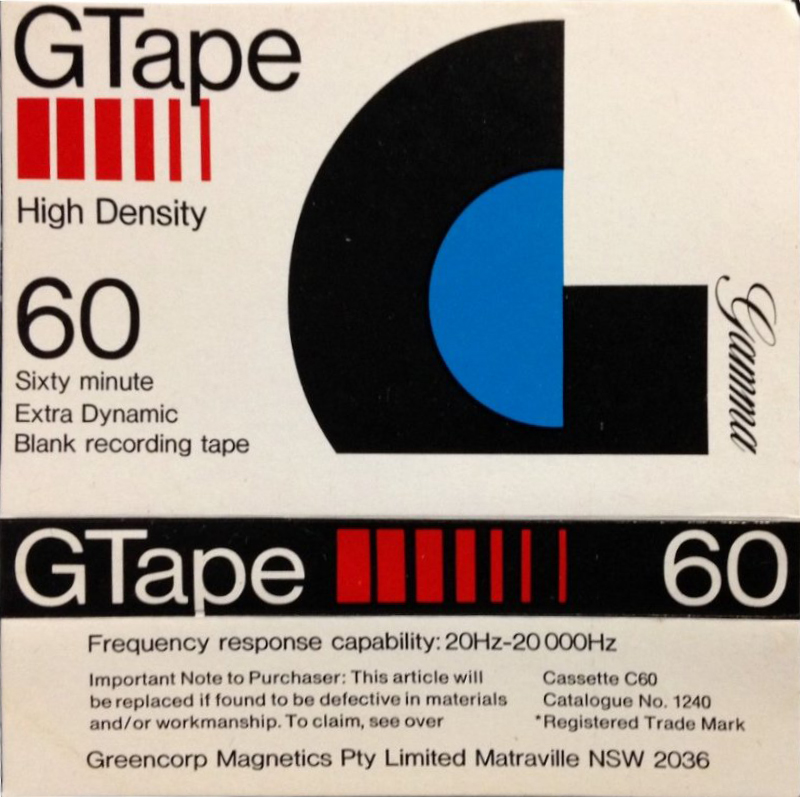 GTape
High Density
60
Sixty minute
Extra Dynamic
Blank recording tape
Gamma
GTape 60
Frequency response capability: 20Hz-20 000Hz
Important Note to Purchaser: This article will
be replaced if found to be defective in materials
and/or workmanship. To claim, see over
Cassette C60
Catalogue No. 1240
*Registered Trade Mark
Greencorp Magnetics Pty Limited Matraville NSW 2036